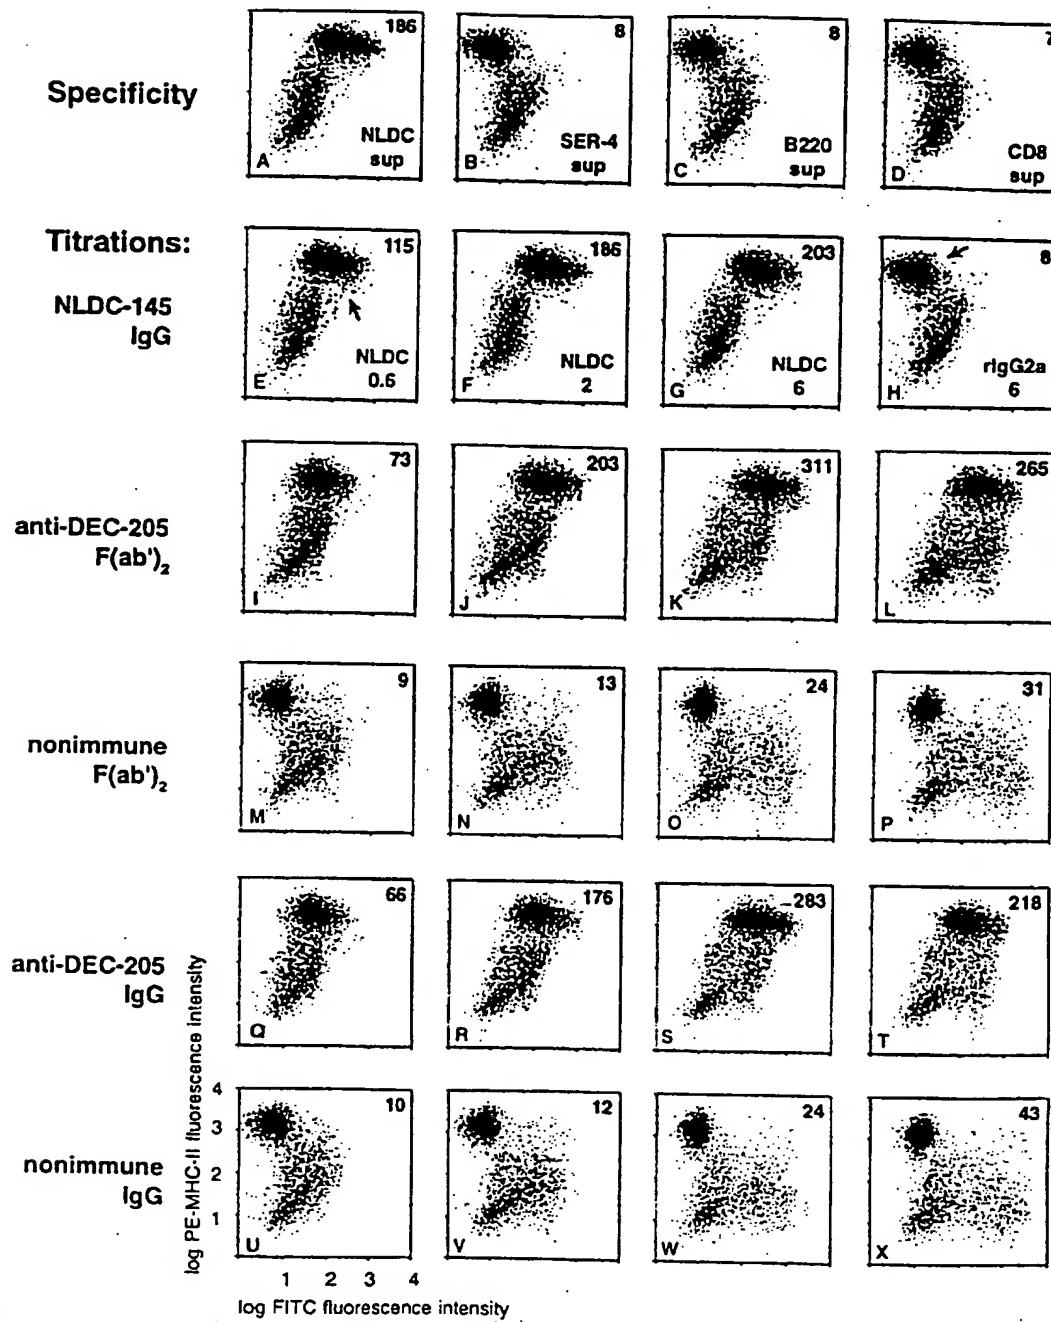 Specificity
186
NLDC
sup
A
8
SER-4
sup
B
8
B220
sup
C
7
CD8
sup
D
Titrations:
NLDC-145
IgG
115
NLDC
0.6
E
186
NLDC
2
F
203
NLDC
6
G
8
rIgG2a
6
H
anti-DEC-205
F(ab')2
73
I
203
J
311
K
265
L
nonimmune
F(ab')2
9
M
13
N
24
O
31
P
anti-DEC-205
IgG
66
Q
176
R
283
S
218
T
nonimmune
IgG
10
U
12
V
24
W
43
X
log PE-MHC-II fluorescence intensity
4
3
2
1
1 2 3 4
log FITC fluorescence intensity